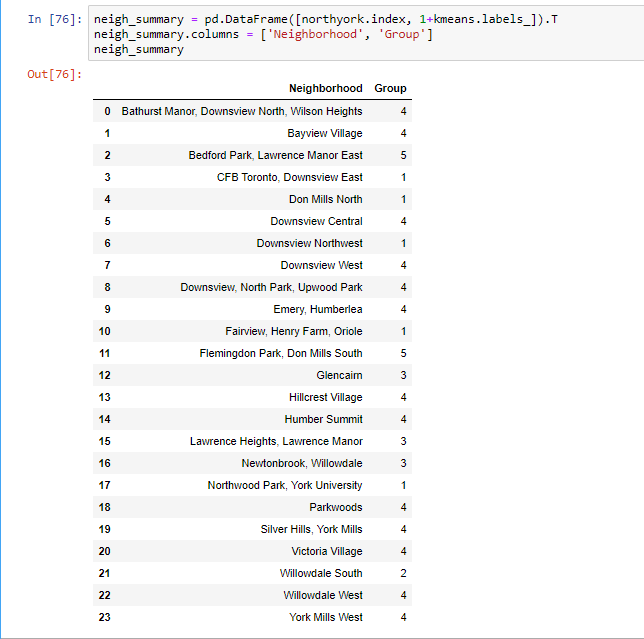 In [76]: neigh_summary = pd.DataFrame([northyork.index, 1+kmeans.labels_]).T
neigh_summary.columns = ['Neighborhood', 'Group']
neigh_summary
Out[76]:
Neighborhood Group
0 Bathurst Manor, Downsview North, Wilson Heights 4
1 Bayview Village 4
2 Bedford Park, Lawrence Manor East 5
3 CFB Toronto, Downsview East 1
4 Don Mills North 1
5 Downsview Central 4
6 Downsview Northwest 1
7 Downsview West 4
8 Downsview, North Park, Upwood Park 4
9 Emery, Humberlea 4
10 Fairview, Henry Farm, Oriole 1
11 Flemingdon Park, Don Mills South 5
12 Glencairn 3
13 Hillcrest Village 4
14 Humber Summit 4
15 Lawrence Heights, Lawrence Manor 3
16 Newtonbrook, Willowdale 3
17 Northwood Park, York University 1
18 Parkwoods 4
19 Silver Hills, York Mills 4
20 Victoria Village 4
21 Willowdale South 2
22 Willowdale West 4
23 York Mills West 4